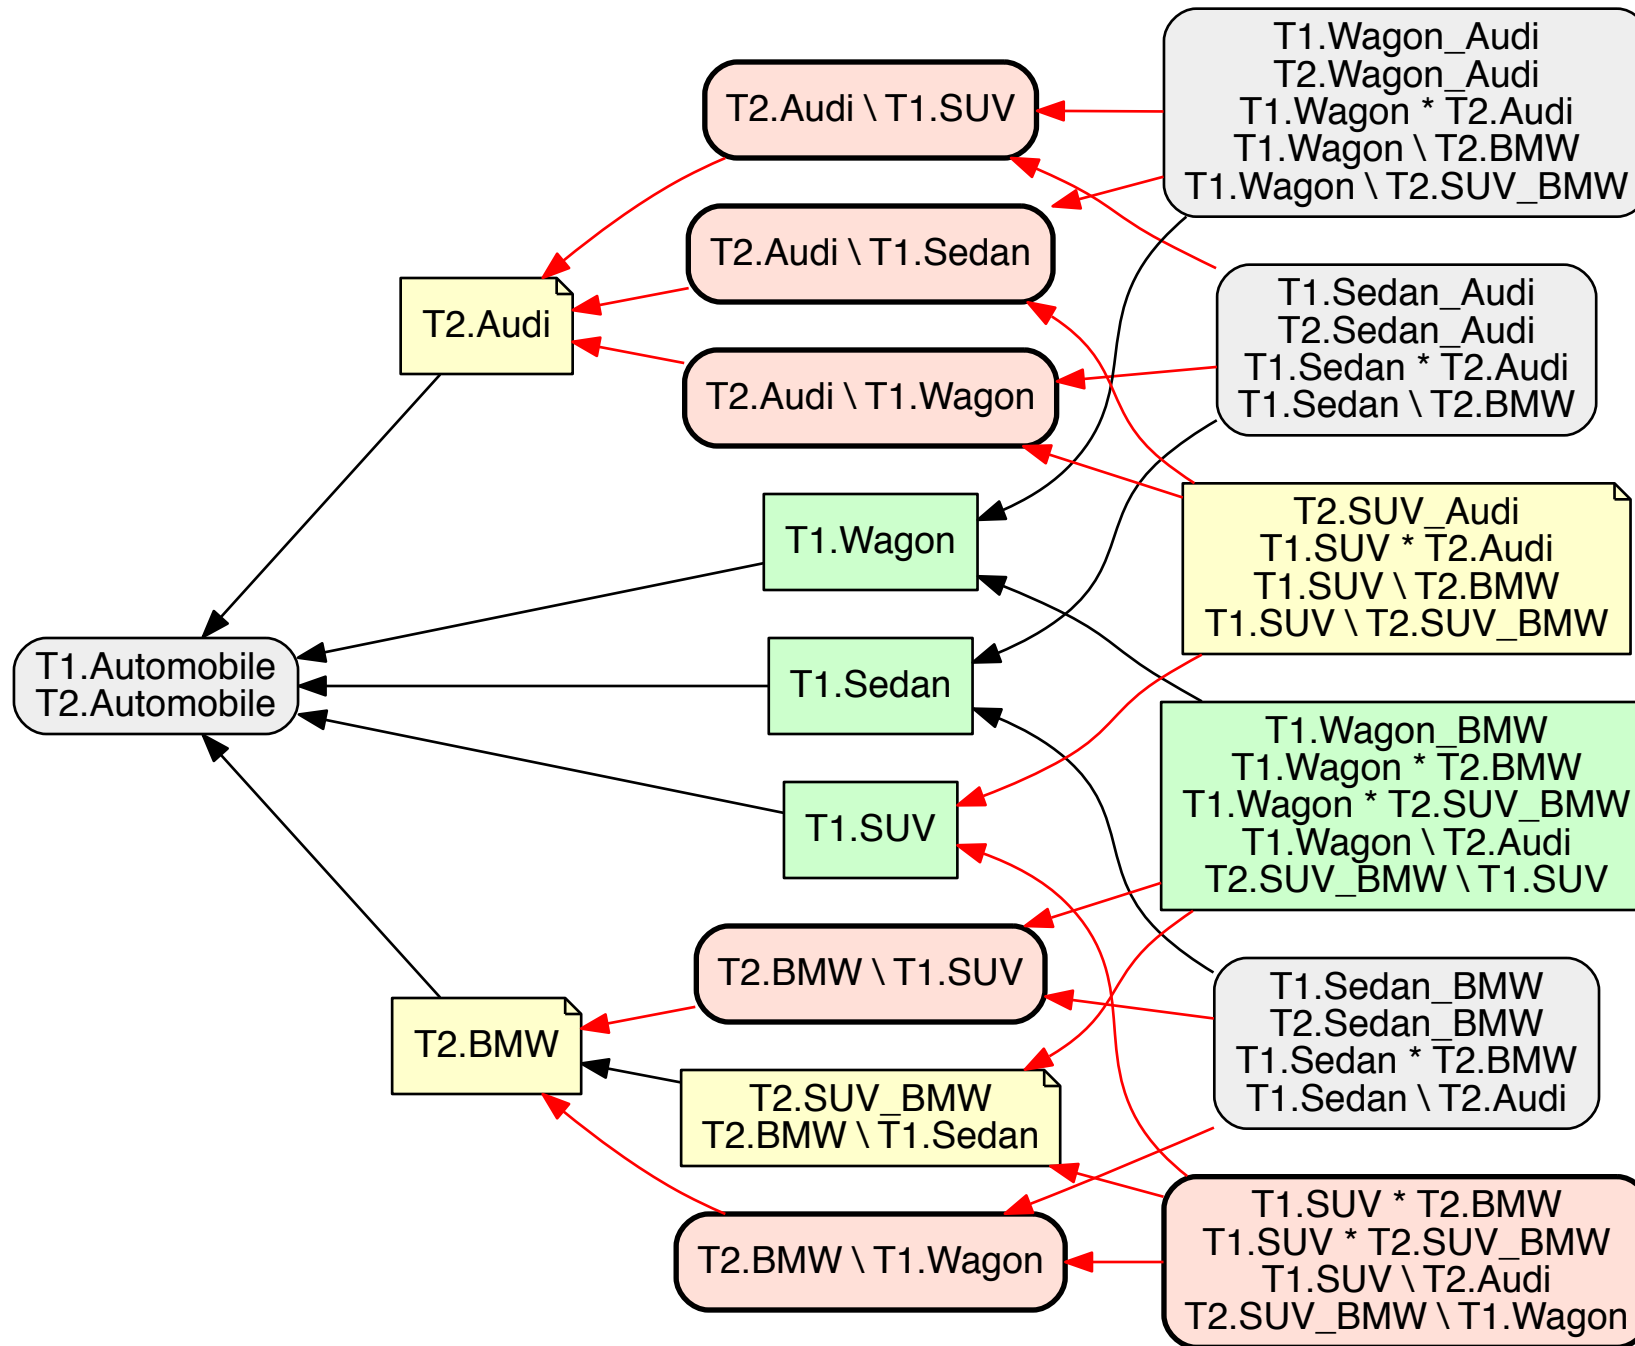 T2.Audi \ T1.SUV
T2.Audi \ T1.Sedan
T2.Audi
T2.Audi \ T1.Wagon
T1.Wagon
T1.Automobile
T2.Automobile
T1.Sedan
T1.SUV
T2.BMW \ T1.SUV
T2.BMW
T2.SUV_BMW
T2.BMW \ T1.Sedan
T2.BMW \ T1.Wagon
T1.Wagon_Audi
T2.Wagon_Audi
T1.Wagon * T2.Audi
T1.Wagon \ T2.BMW
T1.Wagon \ T2.SUV_BMW
T1.Sedan_Audi
T2.Sedan_Audi
T1.Sedan * T2.Audi
T1.Sedan \ T2.BMW
T2.SUV_Audi
T1.SUV * T2.Audi
T1.SUV \ T2.BMW
T1.SUV \ T2.SUV_BMW
T1.Wagon_BMW
T1.Wagon * T2.BMW
T1.Wagon * T2.SUV_BMW
T1.Wagon \ T2.Audi
T2.SUV_BMW \ T1.SUV
T1.Sedan_BMW
T2.Sedan_BMW
T1.Sedan * T2.BMW
T1.Sedan \ T2.Audi
T1.SUV * T2.BMW
T1.SUV * T2.SUV_BMW
T1.SUV \ T2.Audi
T2.SUV_BMW \ T1.Wagon